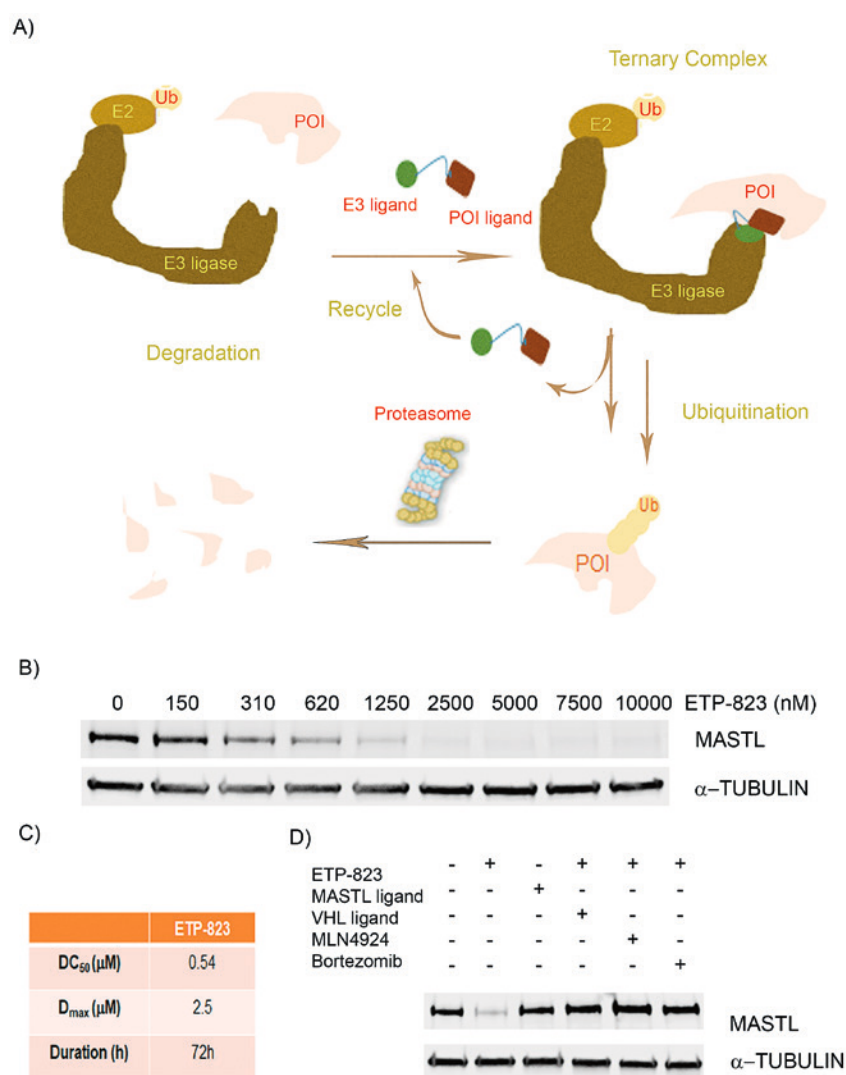 A)
Ternary Complex
E2
Ub
POI
E2
Ub
POI
E3 ligand
POI ligand
E3 ligase
E3 ligase
Recycle
Degradation
Ubiquitination
Proteasome
Ub
POI
B)
0 150 310 620 1250 2500 5000 7500 10000 ETP-823 (nM)
MASTL
α–TUBULIN
C)
ETP-823
DC50 (μM) 0.54
Dmax (μM) 2.5
Duration (h) 72h
D)
ETP-823 - + - + + +
MASTL ligand - - + - - -
VHL ligand - - - + - -
MLN4924 - - - - + -
Bortezomib - - - - - +
MASTL
α–TUBULIN